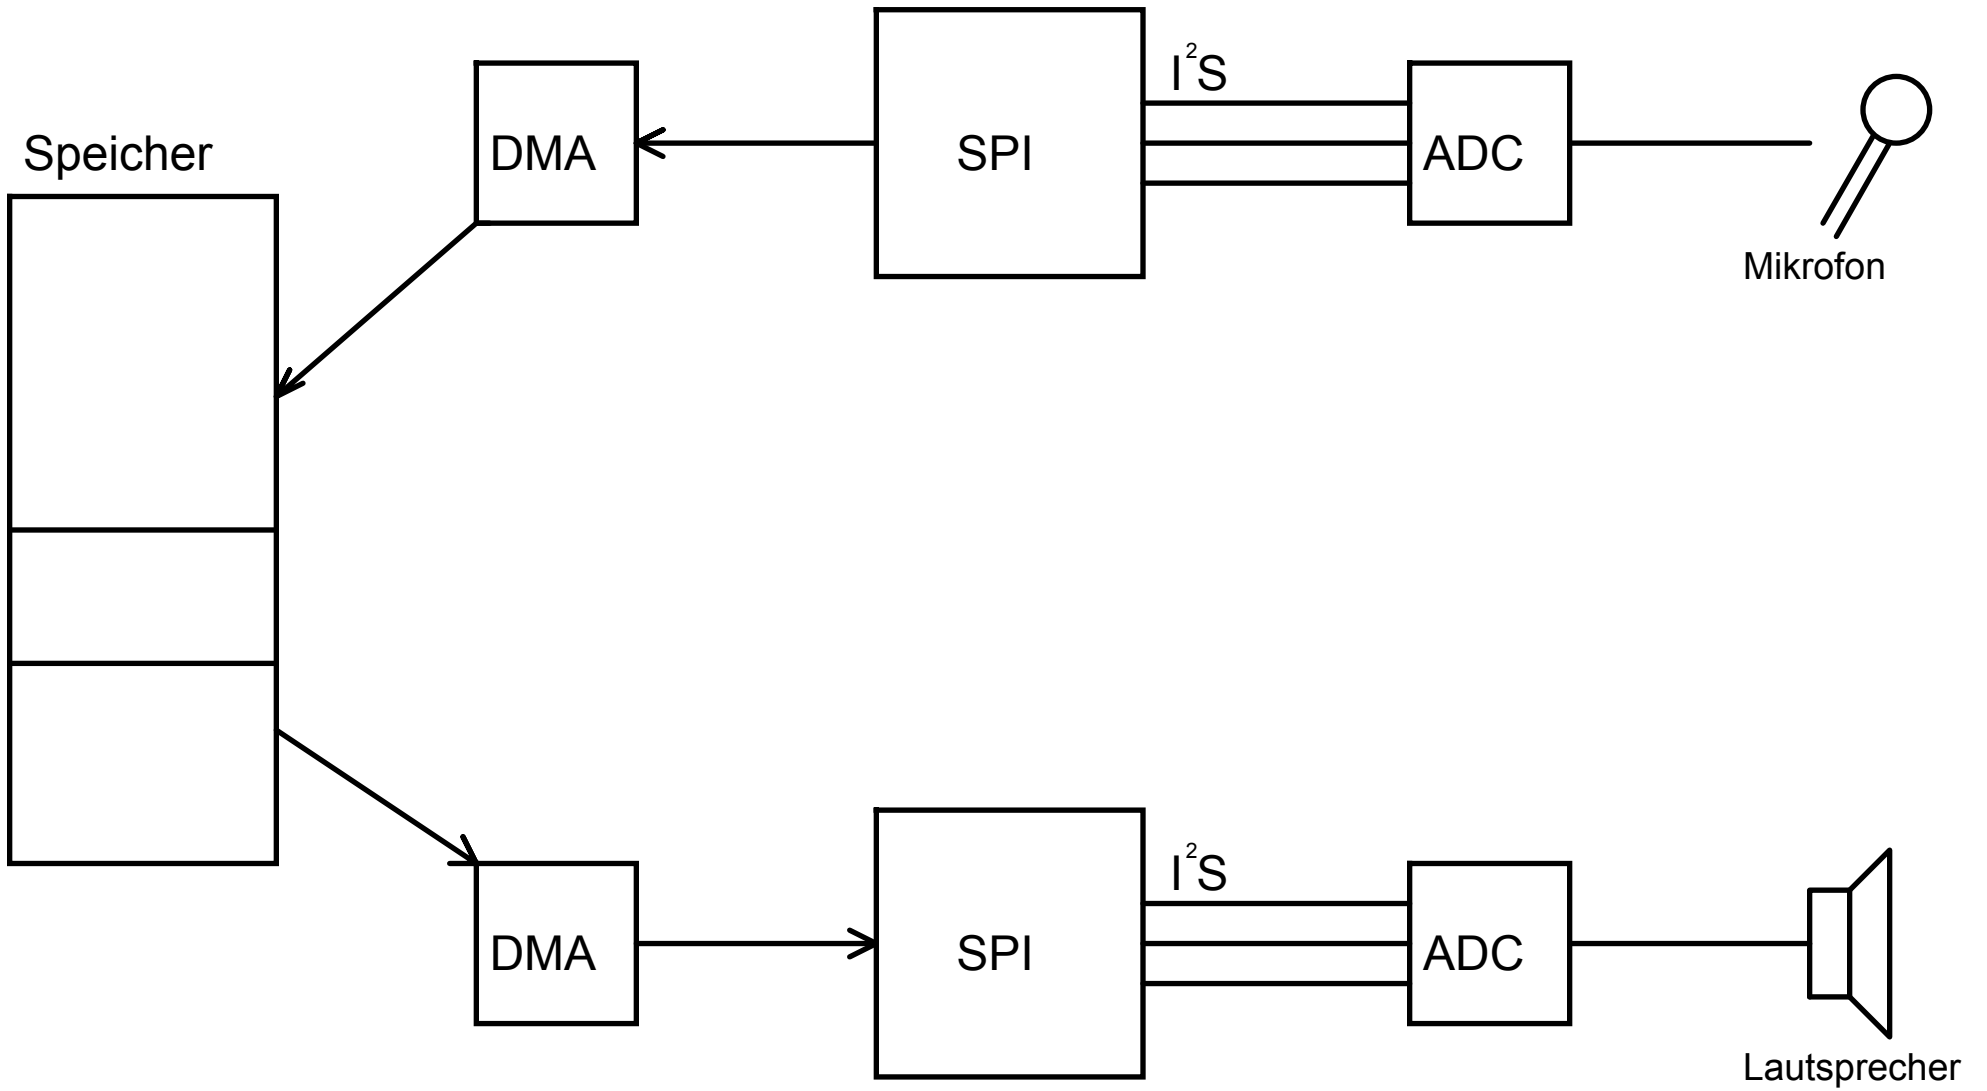 I²S
Speicher
DMA
SPI
ADC
Mikrofon
I²S
DMA
SPI
ADC
Lautsprecher